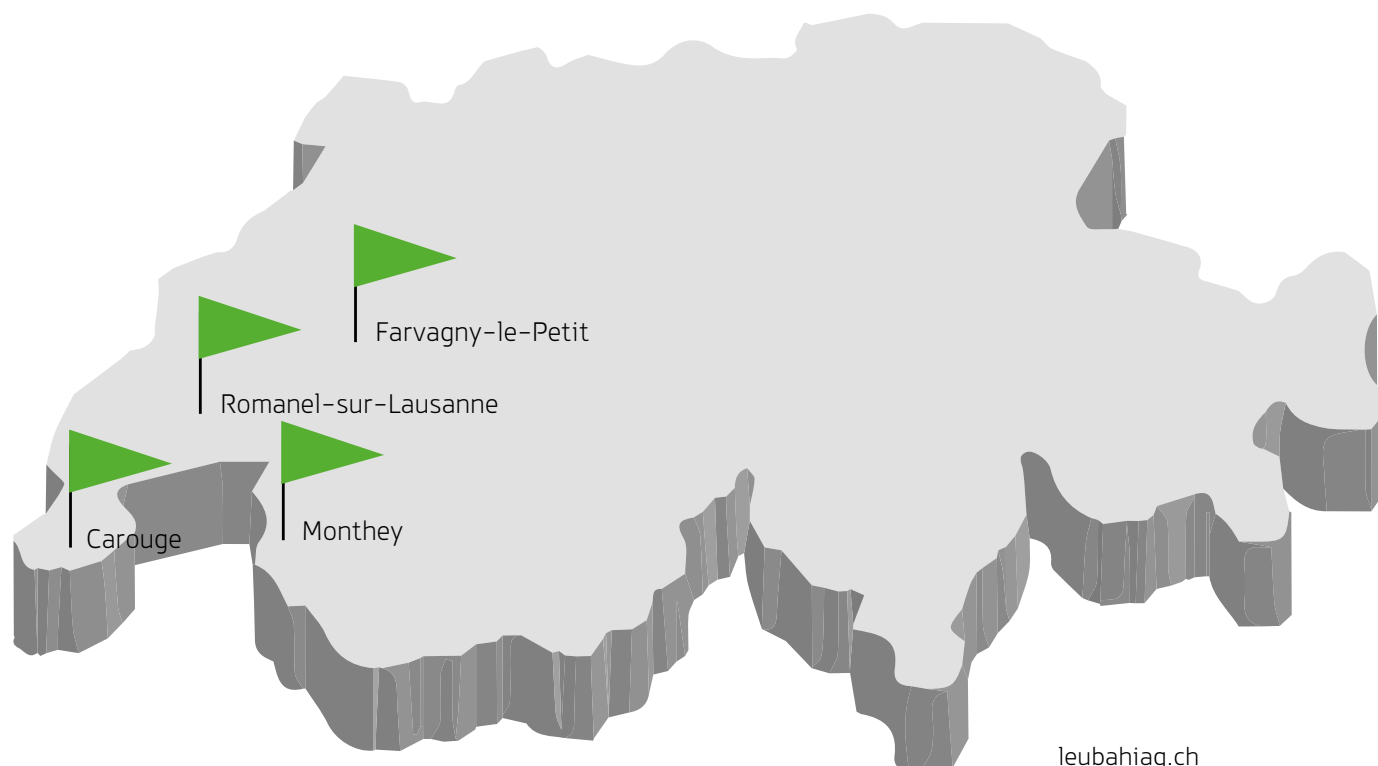 Farvagny-le-Petit
Romanel-sur-Lausanne
Carouge
Monthey
leubahiag.ch